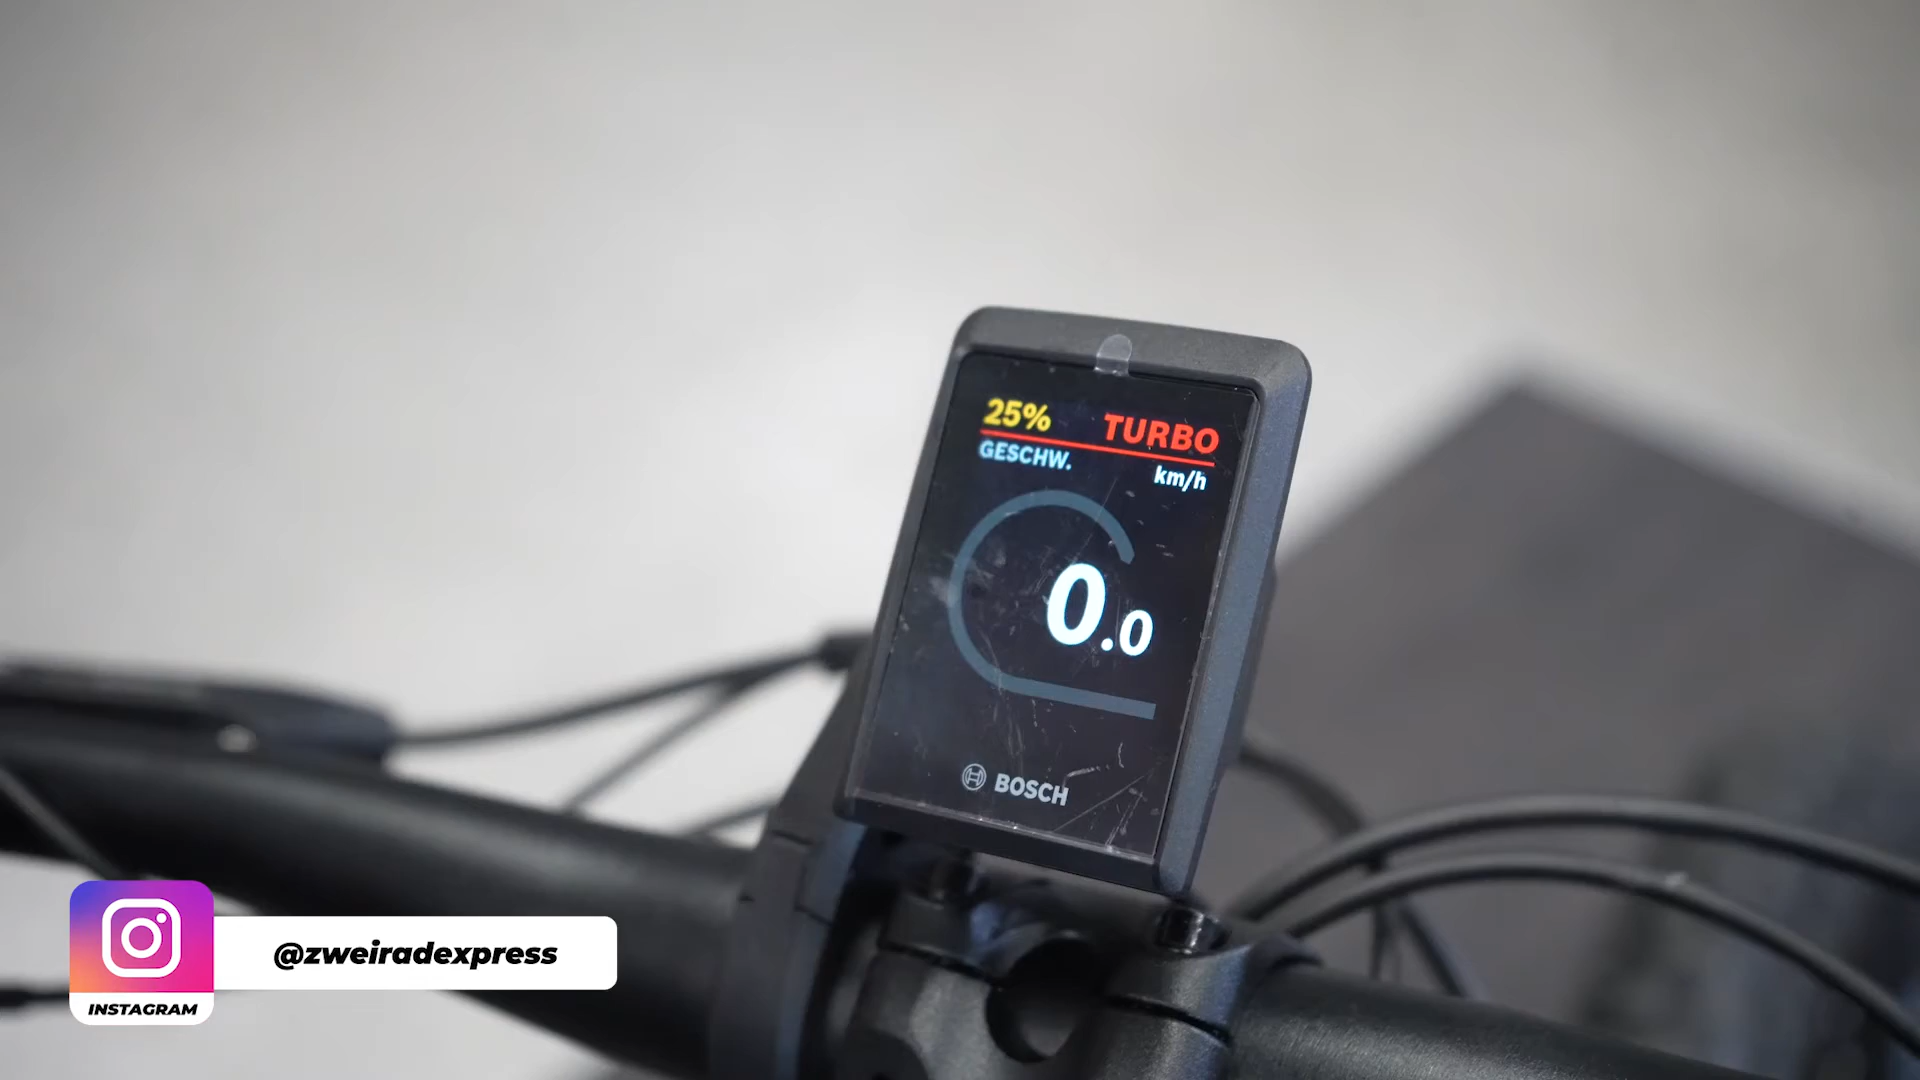 25% TURBO
GESCHW. km/h
0.0
BOSCH
@zweiradexpress
INSTAGRAM